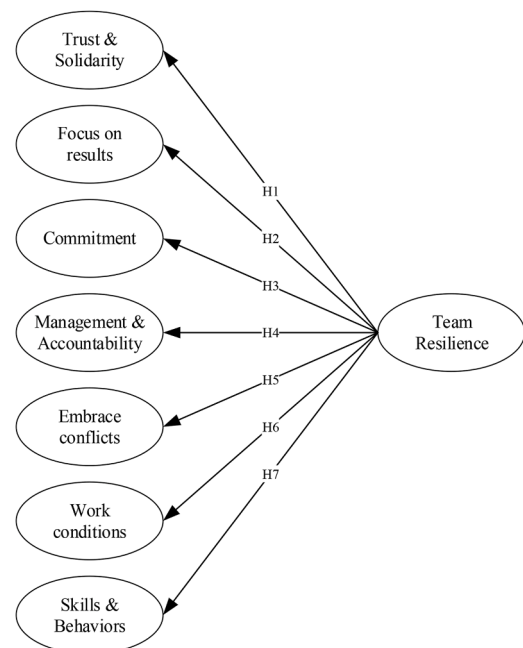 Trust &
Solidarity
Focus on
results
Commitment
Management &
Accountability
Embrace
conflicts
Work
conditions
Skills &
Behaviors
H1
H2
H3
H4
H5
H6
H7
Team
Resilience